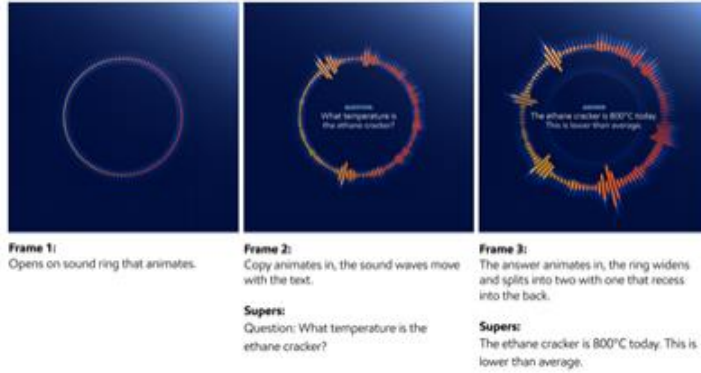 QUESTION
What temperature is
the ethane cracker?
ANSWER
The ethane cracker is 800°C today.
This is lower than average.
Frame 1:
Opens on sound ring that animates.
Frame 2:
Copy animates in, the sound waves move
with the text.
Supers:
Question: What temperature is the
ethane cracker?
Frame 3:
The answer animates in, the ring widens
and splits into two with one that recess
into the back.
Supers:
The ethane cracker is 800°C today. This is
lower than average.